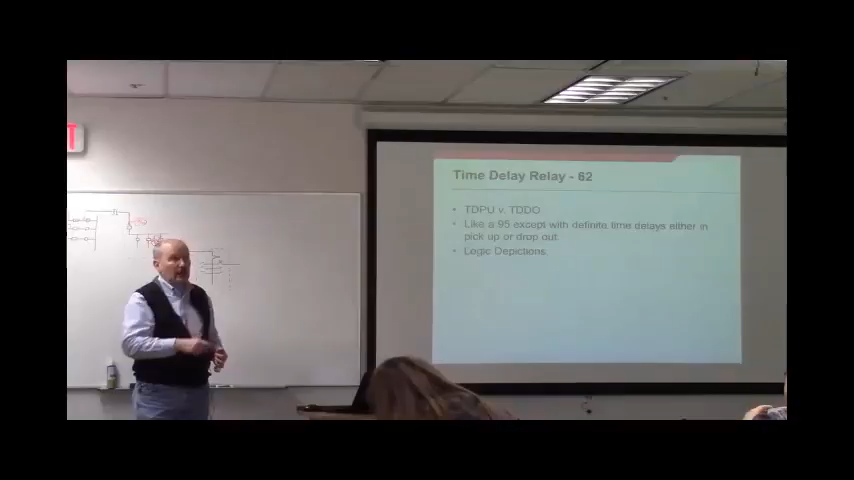 T
Time Delay Relay - 62
• TDPU v. TDDO
• Like a 95 except with definite time delays either in
pick up or drop out.
• Logic Depictions.